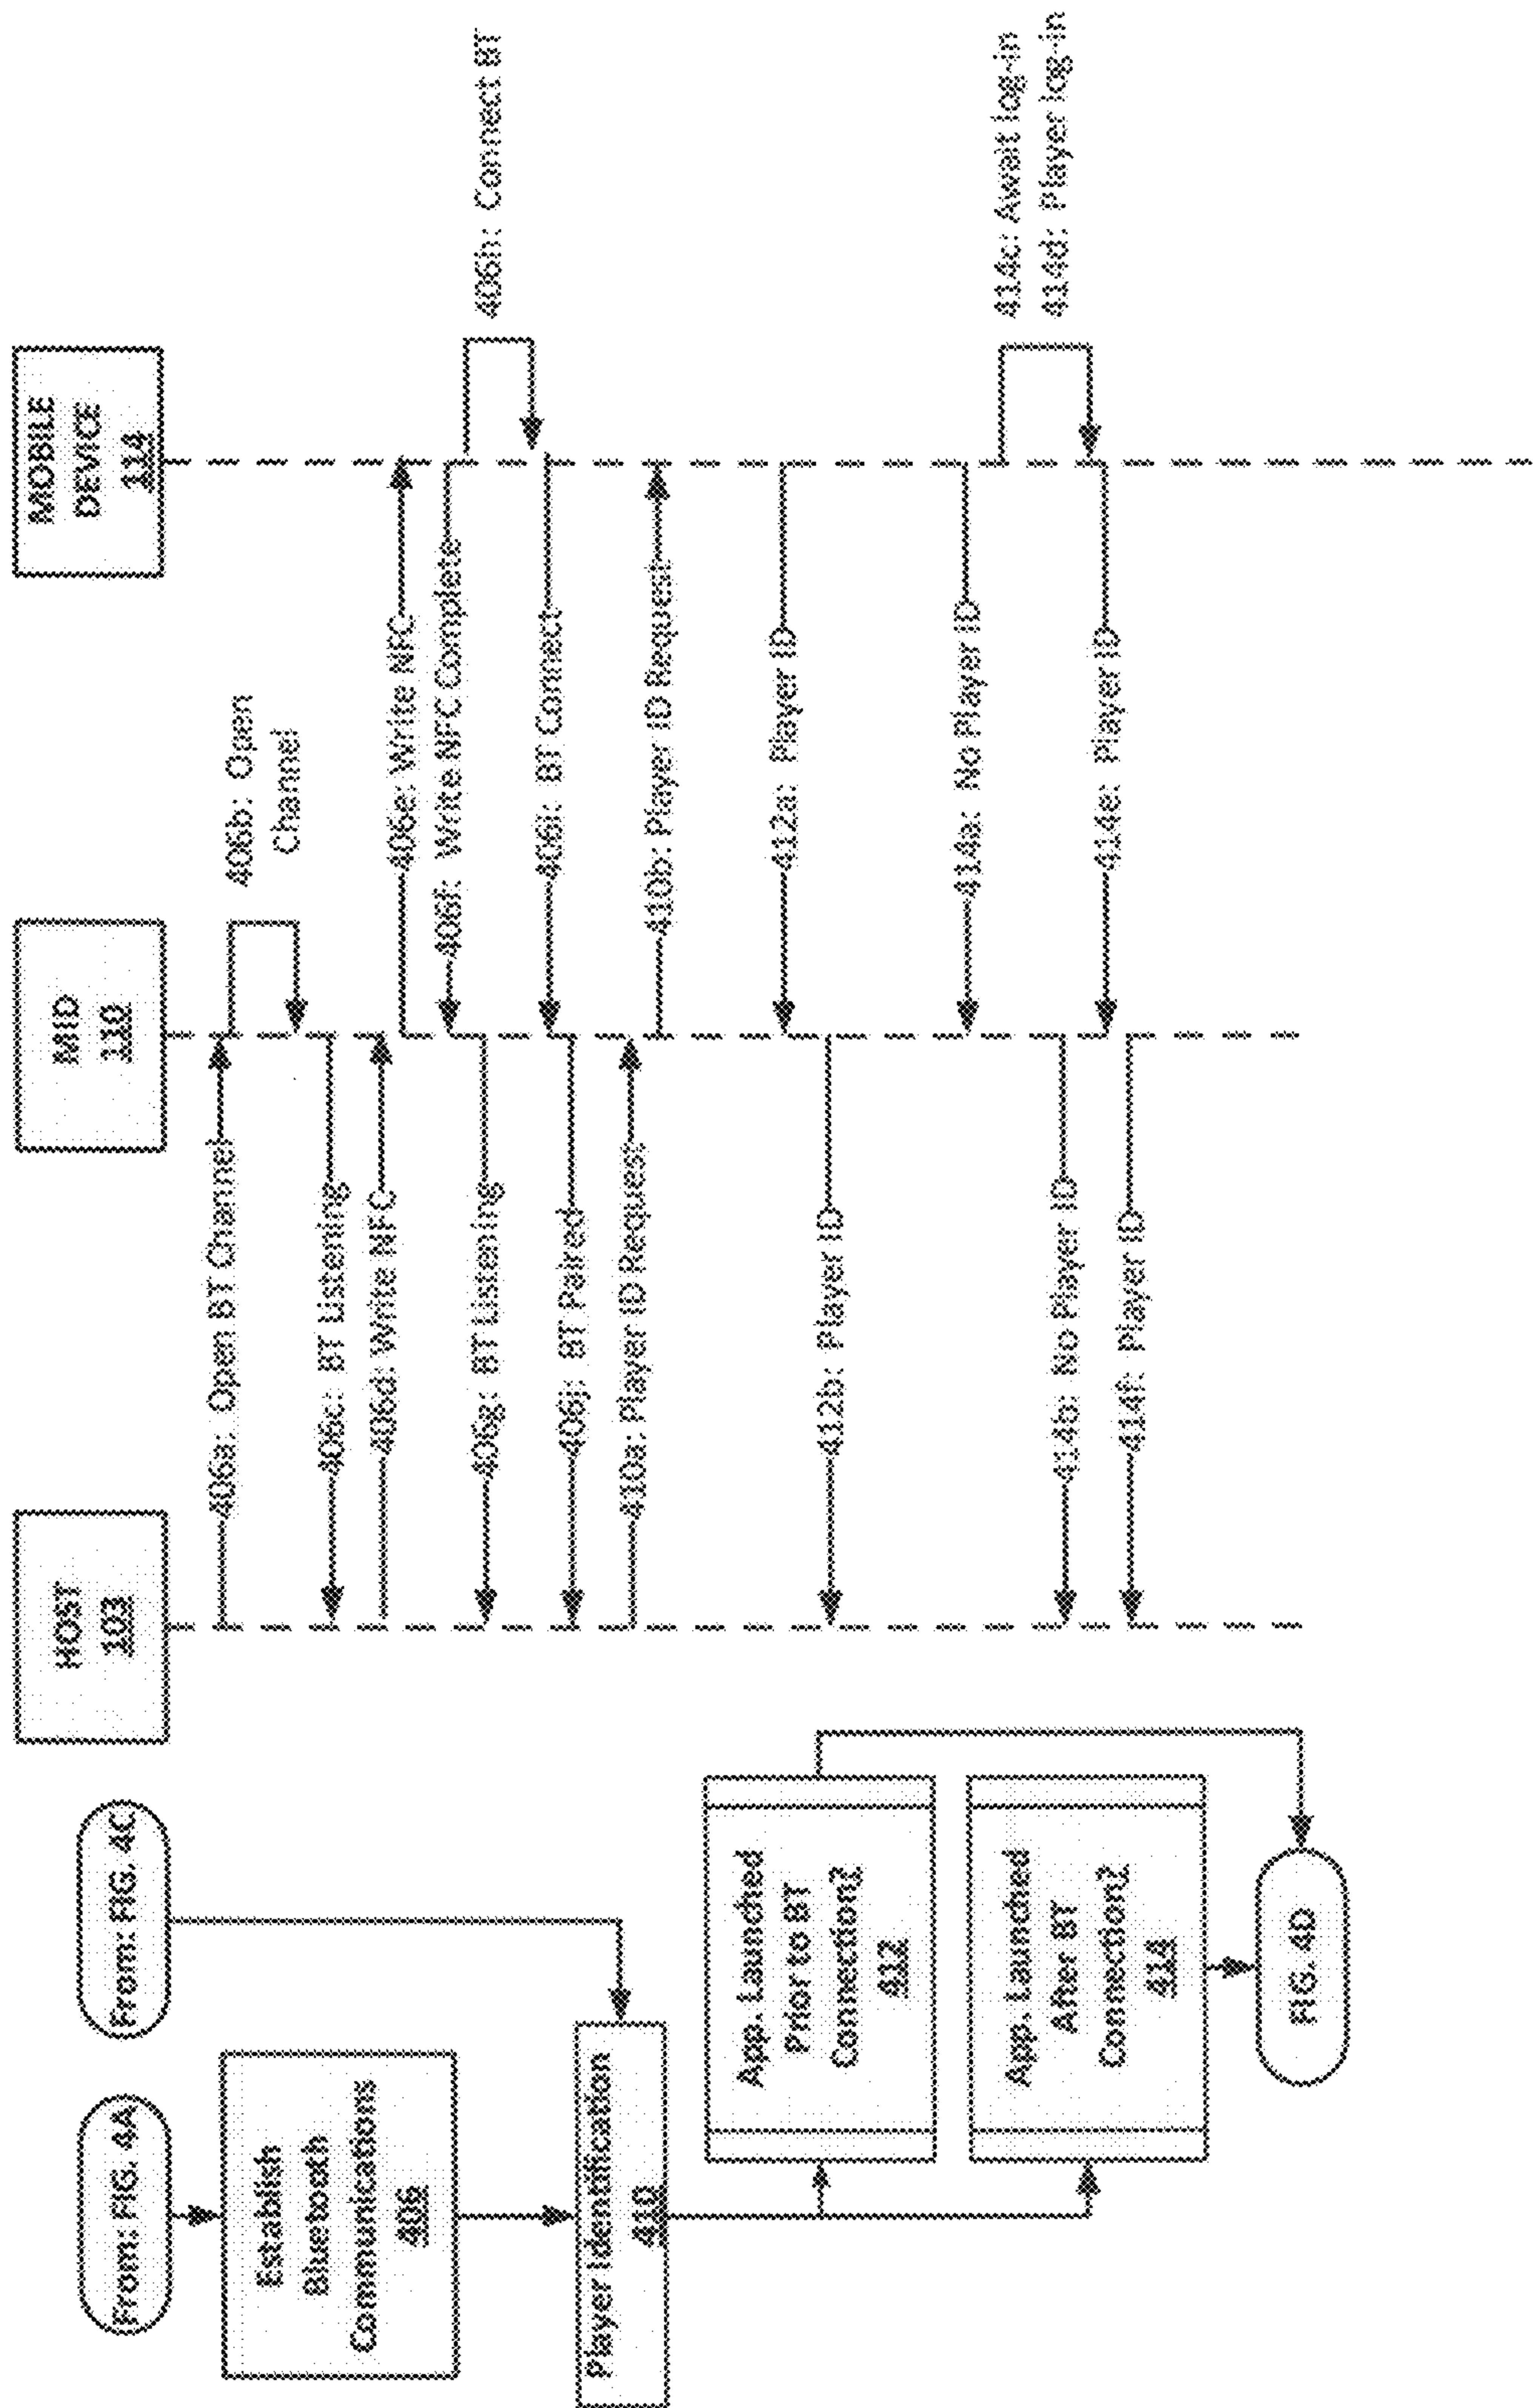 From: FIG. 4A
From: FIG. 4C
HOST
103
MID
110
MOBILE
DEVICE
114
Establish
Bluetooth
Communications
406
Player Identification
410
App. Launched
Prior to BT
Connection?
412
App. Launched
After BT
Connection?
414
FIG. 4D
406a: Open BT Channel
406b: Open
Channel
406c: BT Listening
406d: Write NFC
406e: Write NFC
406f: Write NFC Complete
406g: BT Listening
406h: Connect BT
406i: BT Connect
406j: BT Paired
410a: Player ID Request
410b: Player ID Request
412a: Player ID
412b: Player ID
414a: No Player ID
414b: No Player ID
414c: Await log-in
414d: Player log-in
414e: Player ID
414f: Player ID